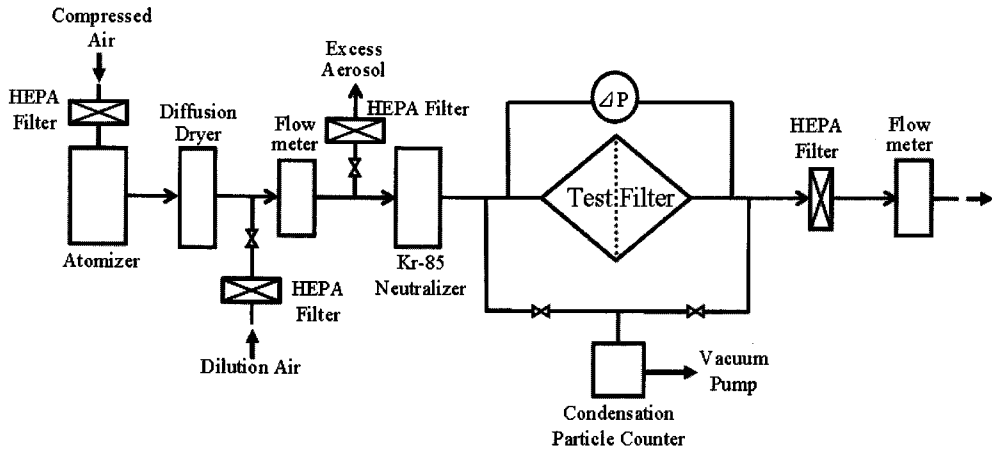 Compressed
Air
HEPA
Filter
Atomizer
Diffusion
Dryer
Dilution Air
HEPA
Filter
Flow
meter
Excess
Aerosol
HEPA Filter
Kr-85
Neutralizer
ΔP
Test Filter
Condensation
Particle Counter
Vacuum
Pump
HEPA
Filter
Flow
meter